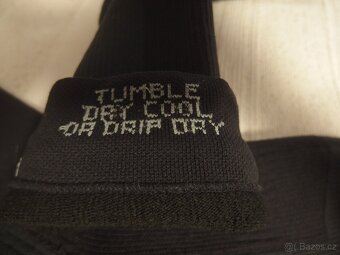 TUMBLE
DRY COOL
OR DRIP DRY
Bazos.cz